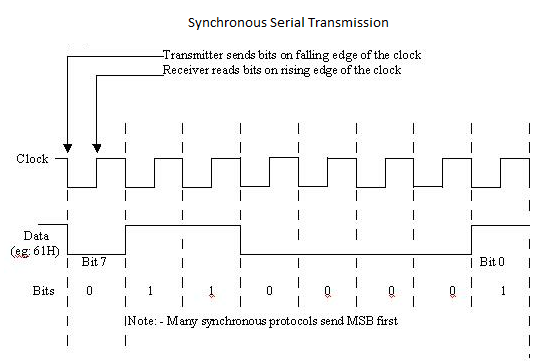 Synchronous Serial Transmission
Transmitter sends bits on falling edge of the clock
Receiver reads bits on rising edge of the clock
Clock
Data
(eg: 61H)
Bit 7
Bit 0
Bits 0 1 1 0 0 0 0 1
Note: - Many synchronous protocols send MSB first